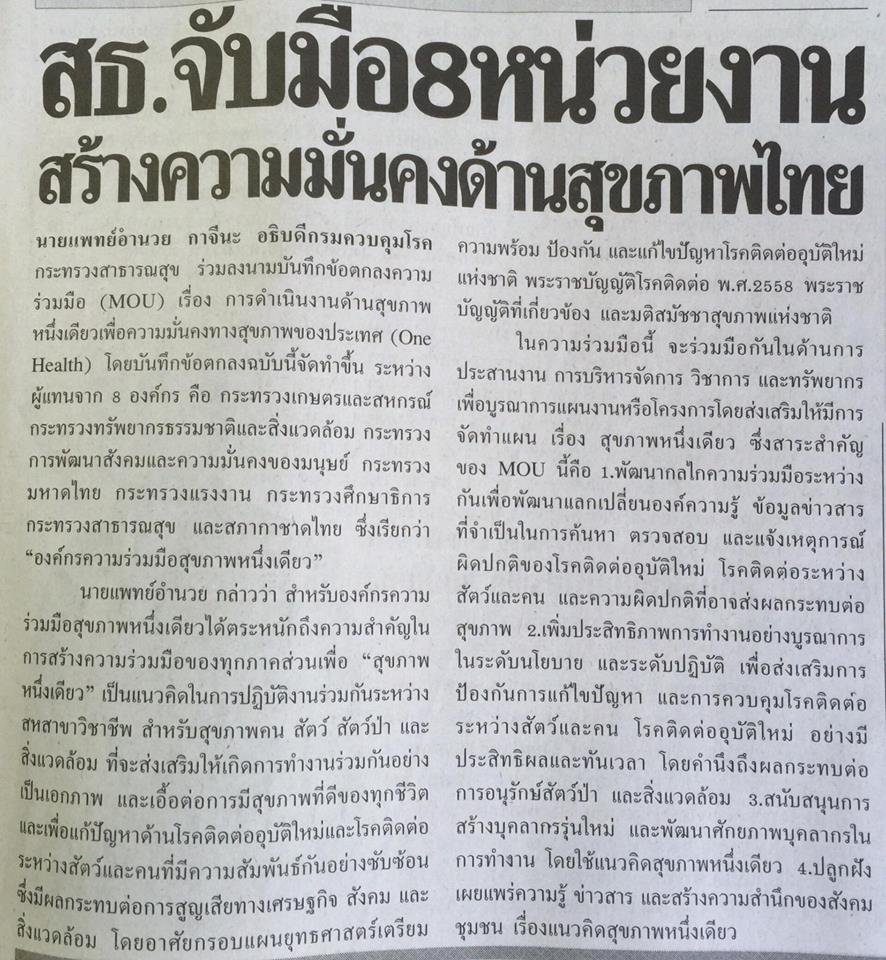 สธ.จับมือ8หน่วยงาน
สร้างความมั่นคงด้านสุขภาพไทย
นายแพทย์อำนวย กาจีนะ อธิบดีกรมควบคุมโรค
กระทรวงสาธารณสุข ร่วมลงนามบันทึกข้อตกลงความ
ร่วมมือ (MOU) เรื่อง การดำเนินงานด้านสุขภาพ
หนึ่งเดียวเพื่อความมั่นคงทางสุขภาพของประเทศ (One
Health) โดยบันทึกข้อตกลงฉบับนี้จัดทำขึ้น ระหว่าง
ผู้แทนจาก 8 องค์กร คือ กระทรวงเกษตรและสหกรณ์
กระทรวงทรัพยากรธรรมชาติและสิ่งแวดล้อม กระทรวง
การพัฒนาสังคมและความมั่นคงของมนุษย์ กระทรวง
มหาดไทย กระทรวงแรงงาน กระทรวงศึกษาธิการ
กระทรวงสาธารณสุข และสภากาชาดไทย ซึ่งเรียกว่า
“องค์กรความร่วมมือสุขภาพหนึ่งเดียว”
นายแพทย์อำนวย กล่าวว่า สำหรับองค์กรความ
ร่วมมือสุขภาพหนึ่งเดียวได้ตระหนักถึงความสำคัญใน
การสร้างความร่วมมือของทุกภาคส่วนเพื่อ “สุขภาพ
หนึ่งเดียว” เป็นแนวคิดในการปฏิบัติงานร่วมกันระหว่าง
สหสาขาวิชาชีพ สำหรับสุขภาพคน สัตว์ สัตว์ป่า และ
สิ่งแวดล้อม ที่จะส่งเสริมให้เกิดการทำงานร่วมกันอย่าง
เป็นเอกภาพ และเอื้อต่อการมีสุขภาพที่ดีของทุกชีวิต
และเพื่อแก้ปัญหาด้านโรคติดต่ออุบัติใหม่และโรคติดต่อ
ระหว่างสัตว์และคนที่มีความสัมพันธ์กันอย่างซับซ้อน
ซึ่งมีผลกระทบต่อการสูญเสียทางเศรษฐกิจ สังคม และ
สิ่งแวดล้อม โดยอาศัยกรอบแผนยุทธศาสตร์เตรียม
ความพร้อม ป้องกัน และแก้ไขปัญหาโรคติดต่ออุบัติใหม่
แห่งชาติ พระราชบัญญัติโรคติดต่อ พ.ศ.2558 พระราช
บัญญัติที่เกี่ยวข้อง และมติสมัชชาสุขภาพแห่งชาติ
ในความร่วมมือนี้ จะร่วมมือกันในด้านการ
ประสานงาน การบริหารจัดการ วิชาการ และทรัพยากร
เพื่อบูรณาการแผนงานหรือโครงการโดยส่งเสริมให้มีการ
จัดทำแผน เรื่อง สุขภาพหนึ่งเดียว ซึ่งสาระสำคัญ
ของ MOU นี้คือ 1.พัฒนากลไกความร่วมมือระหว่าง
กันเพื่อพัฒนาแลกเปลี่ยนองค์ความรู้ ข้อมูลข่าวสาร
ที่จำเป็นในการค้นหา ตรวจสอบ และแจ้งเหตุการณ์
ผิดปกติของโรคติดต่ออุบัติใหม่ โรคติดต่อระหว่าง
สัตว์และคน และความผิดปกติที่อาจส่งผลกระทบต่อ
สุขภาพ 2.เพิ่มประสิทธิภาพการทำงานอย่างบูรณาการ
ในระดับนโยบาย และระดับปฏิบัติ เพื่อส่งเสริมการ
ป้องกันการแก้ไขปัญหา และการควบคุมโรคติดต่อ
ระหว่างสัตว์และคน โรคติดต่ออุบัติใหม่ อย่างมี
ประสิทธิผลและทันเวลา โดยคำนึงถึงผลกระทบต่อ
การอนุรักษ์สัตว์ป่า และสิ่งแวดล้อม 3.สนับสนุนการ
สร้างบุคลากรรุ่นใหม่ และพัฒนาศักยภาพบุคลากรใน
การทำงาน โดยใช้แนวคิดสุขภาพหนึ่งเดียว 4.ปลูกฝัง
เผยแพร่ความรู้ ข่าวสาร และสร้างความสำนึกของสังคม
ชุมชน เรื่องแนวคิดสุขภาพหนึ่งเดียว